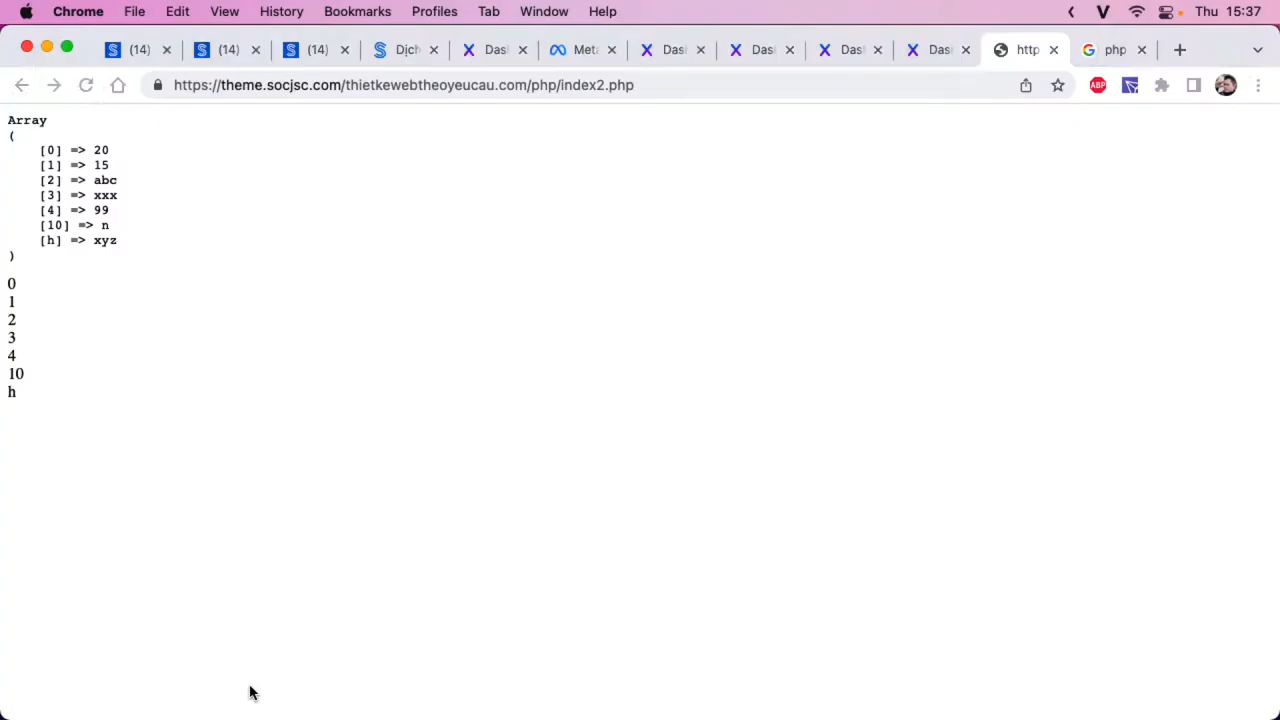 Chrome File Edit View History Bookmarks Profiles Tab Window Help Thu 15:37
(14) (14) (14) Dịch Das Meta Das Das Das Das http php
https://theme.socjsc.com/thietkewebtheoyeucau.com/php/index2.php ABP
Array
(
[0] => 20
[1] => 15
[2] => abc
[3] => xxx
[4] => 99
[10] => n
[h] => xyz
)
0
1
2
3
4
10
h